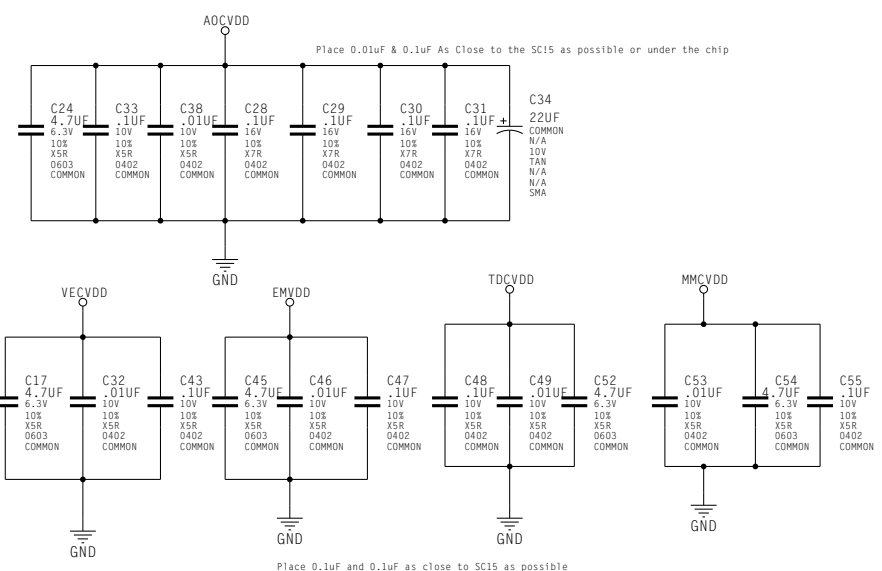 AOCVDD
Place 0.01uF & 0.1uF As Close to the SC!5 as possible or under the chip
C24
4.7UF
6.3V
10%
X5R
0603
COMMON
C33
.1UF
10V
10%
X5R
0402
COMMON
C38
.01UF
10V
10%
X5R
0402
COMMON
C28
.1UF
16V
10%
X7R
0402
COMMON
C29
.1UF
16V
10%
X7R
0402
COMMON
C30
.1UF
16V
10%
X7R
0402
COMMON
C31
.1UF
16V
10%
X7R
0402
COMMON
+
C34
22UF
COMMON
N/A
10V
TAN
N/A
N/A
SMA
GND
VECVDD
C17
4.7UF
6.3V
10%
X5R
0603
COMMON
C32
.01UF
10V
10%
X5R
0402
COMMON
C43
.1UF
10V
10%
X5R
0402
COMMON
GND
EMVDD
C45
4.7UF
6.3V
10%
X5R
0603
COMMON
C46
.01UF
10V
10%
X5R
0402
COMMON
C47
.1UF
10V
10%
X5R
0402
COMMON
GND
TDCVDD
C48
.1UF
10V
10%
X5R
0402
COMMON
C49
.01UF
10V
10%
X5R
0402
COMMON
C52
4.7UF
6.3V
10%
X5R
0603
COMMON
GND
MMCVDD
C53
.01UF
10V
10%
X5R
0402
COMMON
C54
4.7UF
6.3V
10%
X5R
0603
COMMON
C55
.1UF
10V
10%
X5R
0402
COMMON
GND
Place 0.1uF and 0.1uF as close to SC15 as possible